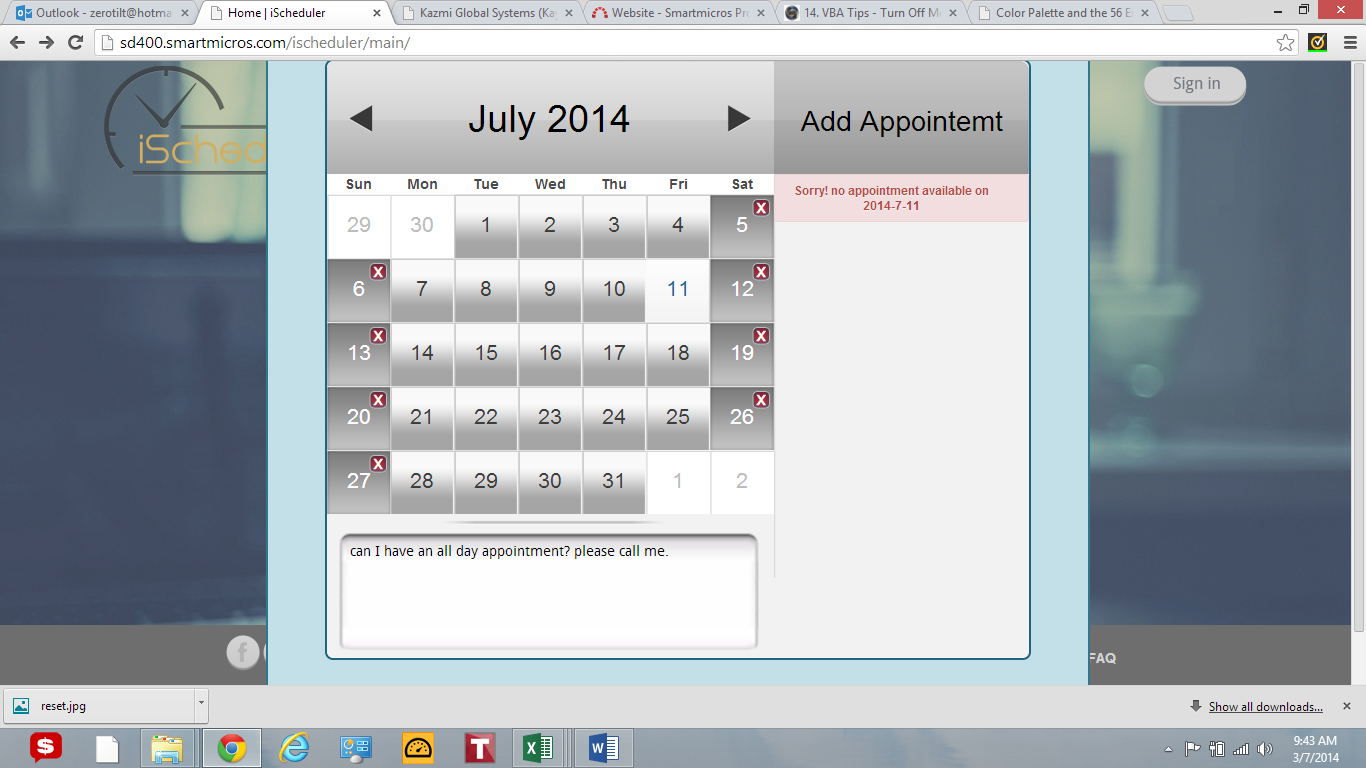 Outlook - zerotilt@hotma
Home | iScheduler
Kazmi Global Systems (Ka
Website - Smartmicros Pr
14. VBA Tips - Turn Off M
Color Palette and the 56 E
sd400.smartmicros.com/ischeduler/main/
iSched
Sign in
July 2014
Add Appointemt
Sun Mon Tue Wed Thu Fri Sat
Sorry! no appointment available on
2014-7-11
29 30 1 2 3 4 5 X
6 X 7 8 9 10 11 12 X
13 X 14 15 16 17 18 19 X
20 X 21 22 23 24 25 26 X
27 X 28 29 30 31 1 2
can I have an all day appointment? please call me.
f
FAQ
reset.jpg
Show all downloads...
9:43 AM
3/7/2014